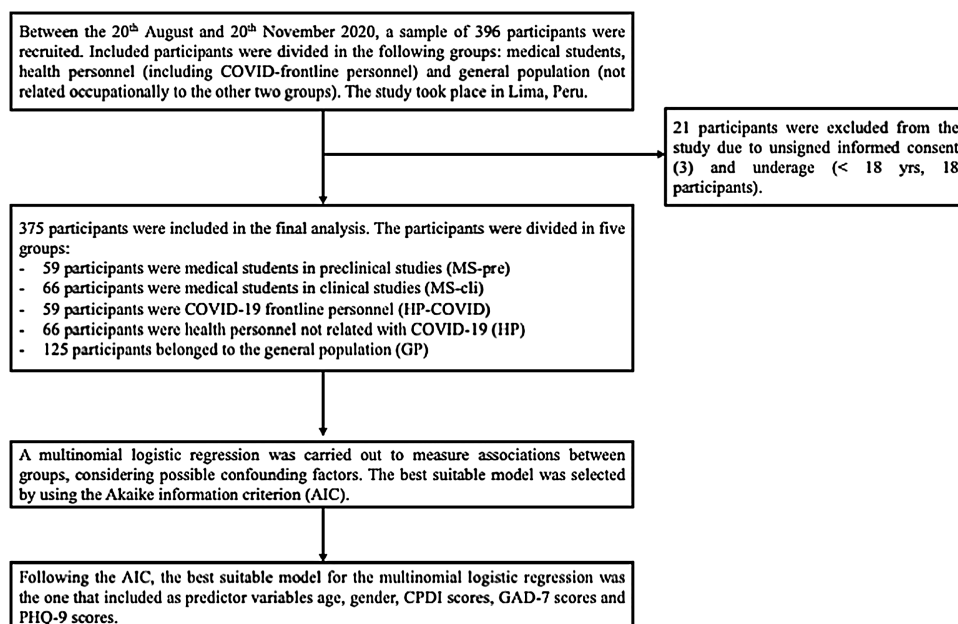 Between the 20th August and 20th November 2020, a sample of 396 participants were
recruited. Included participants were divided in the following groups: medical students,
health personnel (including COVID-frontline personnel) and general population (not
related occupationally to the other two groups). The study took place in Lima, Peru.
21 participants were excluded from the
study due to unsigned informed consent
(3) and underage (< 18 yrs, 18
participants).
375 participants were included in the final analysis. The participants were divided in five
groups:
- 59 participants were medical students in preclinical studies (MS-pre)
- 66 participants were medical students in clinical studies (MS-cli)
- 59 participants were COVID-19 frontline personnel (HP-COVID)
- 66 participants were health personnel not related with COVID-19 (HP)
- 125 participants belonged to the general population (GP)
A multinomial logistic regression was carried out to measure associations between
groups, considering possible confounding factors. The best suitable model was selected
by using the Akaike information criterion (AIC).
Following the AIC, the best suitable model for the multinomial logistic regression was
the one that included as predictor variables age, gender, CPDI scores, GAD-7 scores and
PHQ-9 scores.